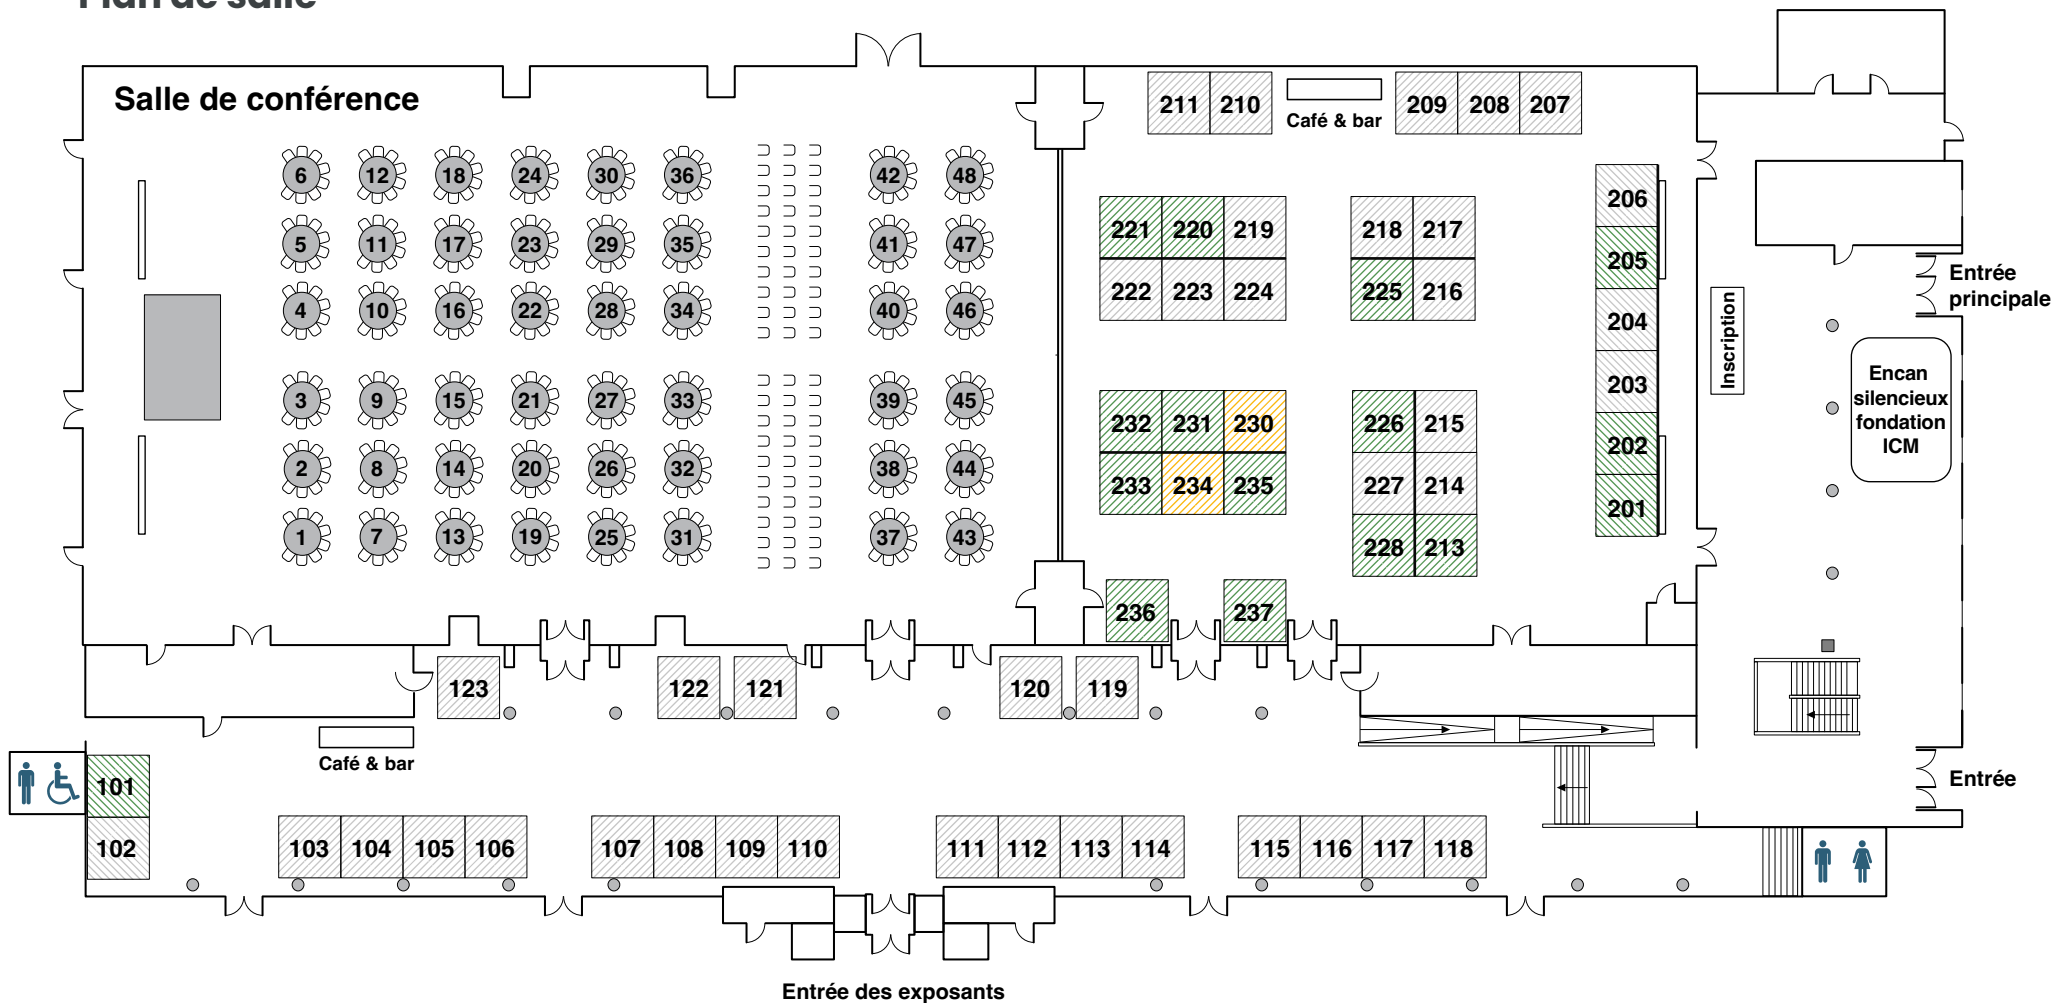 Plan de salle
Salle de conférence
211 210 209 208 207
Café & bar
6 12 18 24 30 36 42 48
5 11 17 23 29 35 41 47
4 10 16 22 28 34 40 46
3 9 15 21 27 33 39 45
2 8 14 20 26 32 38 44
1 7 13 19 25 31 37 43
221 220 219 218 217
222 223 224 225 216
232 231 230 226 215
233 234 235 227 214
228 213
236 237
206
205
204
203
202
201
Inscription
Entrée
principale
Encan
silencieux
fondation
ICM
123 122 121 120 119
Café & bar
Entrée
101
102
103 104 105 106 107 108 109 110 111 112 113 114 115 116 117 118
Entrée des exposants